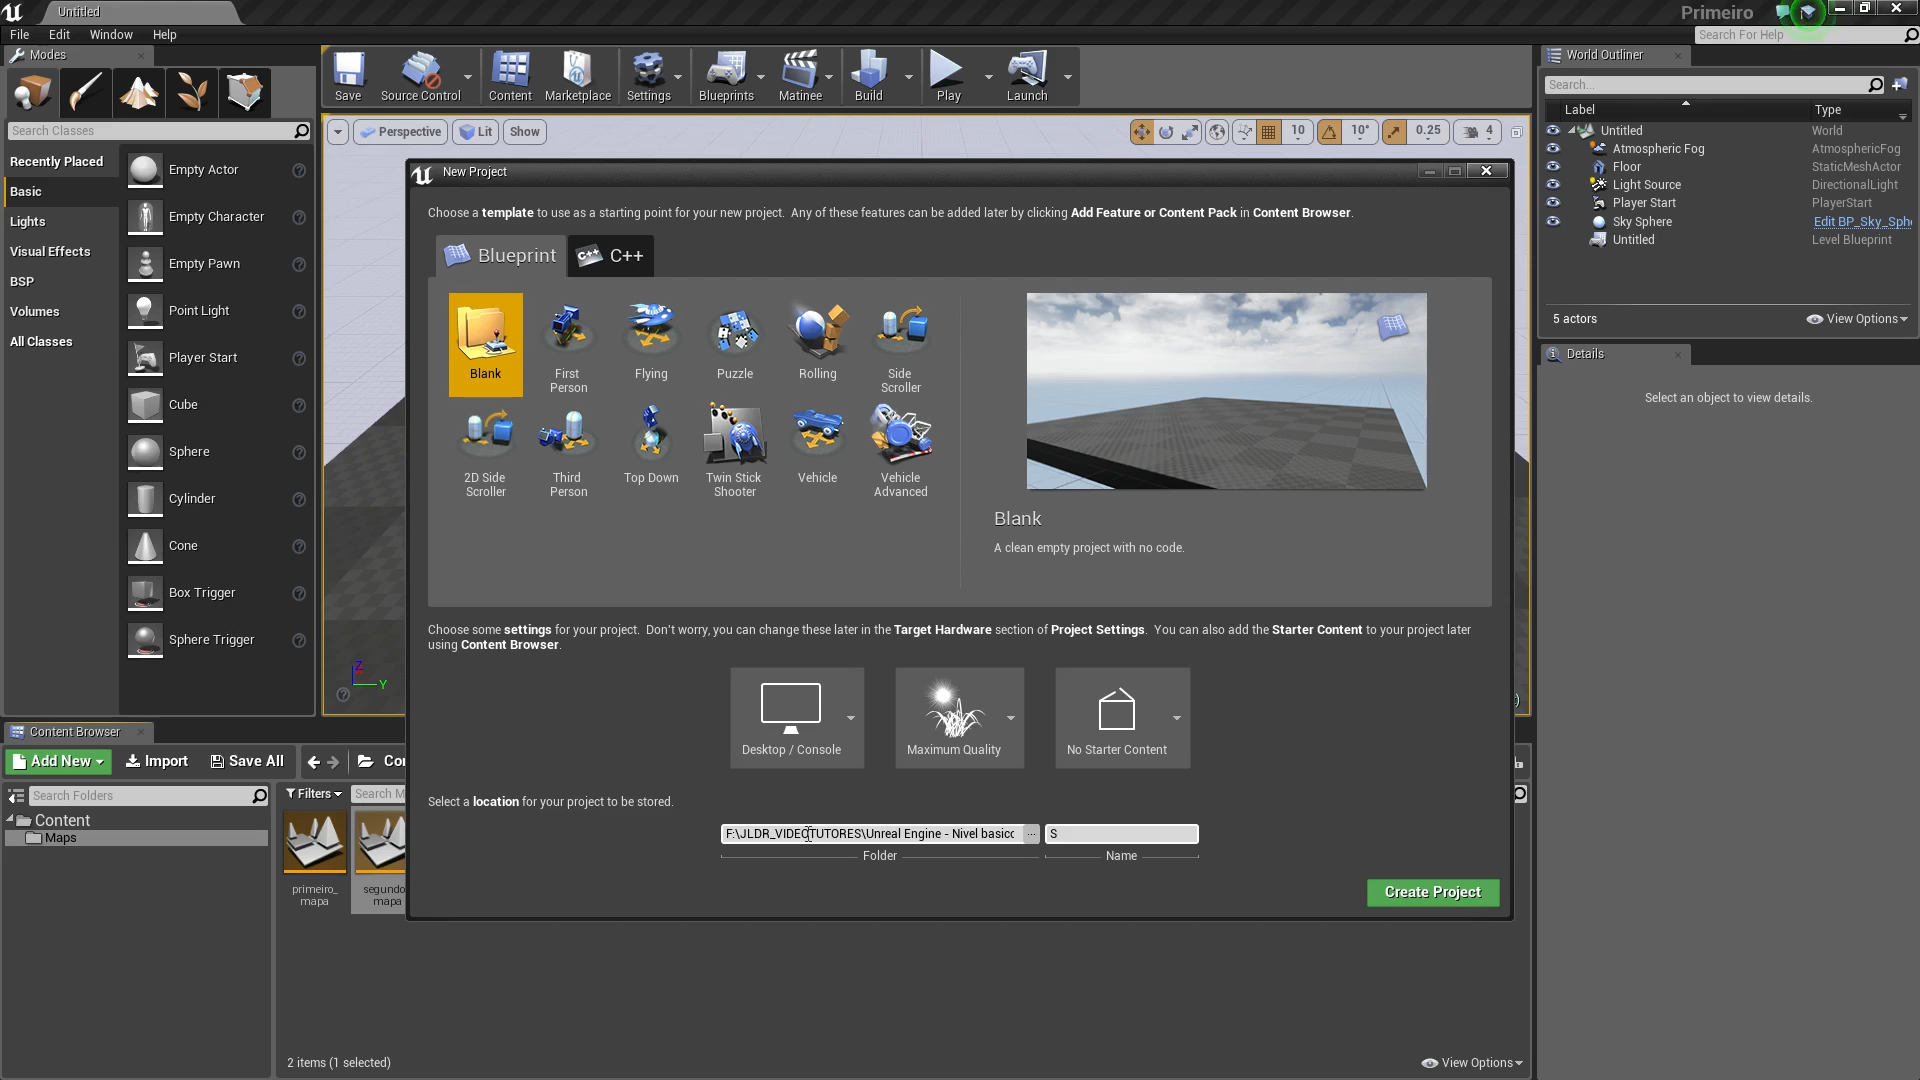 Untitled
Primeiro
File Edit Window Help
Search For Help
Modes
Save Source Control Content Marketplace Settings Blueprints Matinee Build Play Launch
World Outliner
Search...
Label Type
Search Classes
Perspective Lit Show
10 10° 0.25 4
Recently Placed
Basic
Lights
Visual Effects
BSP
Volumes
All Classes
Empty Actor
Empty Character
Empty Pawn
Point Light
Player Start
Cube
Sphere
Cylinder
Cone
Box Trigger
Sphere Trigger
Untitled World
Atmospheric Fog AtmosphericFog
Floor StaticMeshActor
Light Source DirectionalLight
Player Start PlayerStart
Sky Sphere Edit BP_Sky_Sph
Untitled Level Blueprint
5 actors View Options
Details
Select an object to view details.
New Project
Choose a template to use as a starting point for your new project. Any of these features can be added later by clicking Add Feature or Content Pack in Content Browser.
Blueprint C++ C++
Blank
First Person
Flying
Puzzle
Rolling
Side Scroller
2D Side Scroller
Third Person
Top Down
Twin Stick Shooter
Vehicle
Vehicle Advanced
Blank
A clean empty project with no code.
Choose some settings for your project. Don't worry, you can change these later in the Target Hardware section of Project Settings. You can also add the Starter Content to your project later
using Content Browser.
Desktop / Console Maximum Quality No Starter Content
Select a location for your project to be stored.
F:\JLDR_VIDEOTUTORES\Unreal Engine - Nivel basico ... S
Folder Name
Create Project
Z
Y
Content Browser
Add New Import Save All Co
Search Folders
Filters Search M
Content
Maps
primeiro_
mapa
segundo
mapa
2 items (1 selected)
View Options